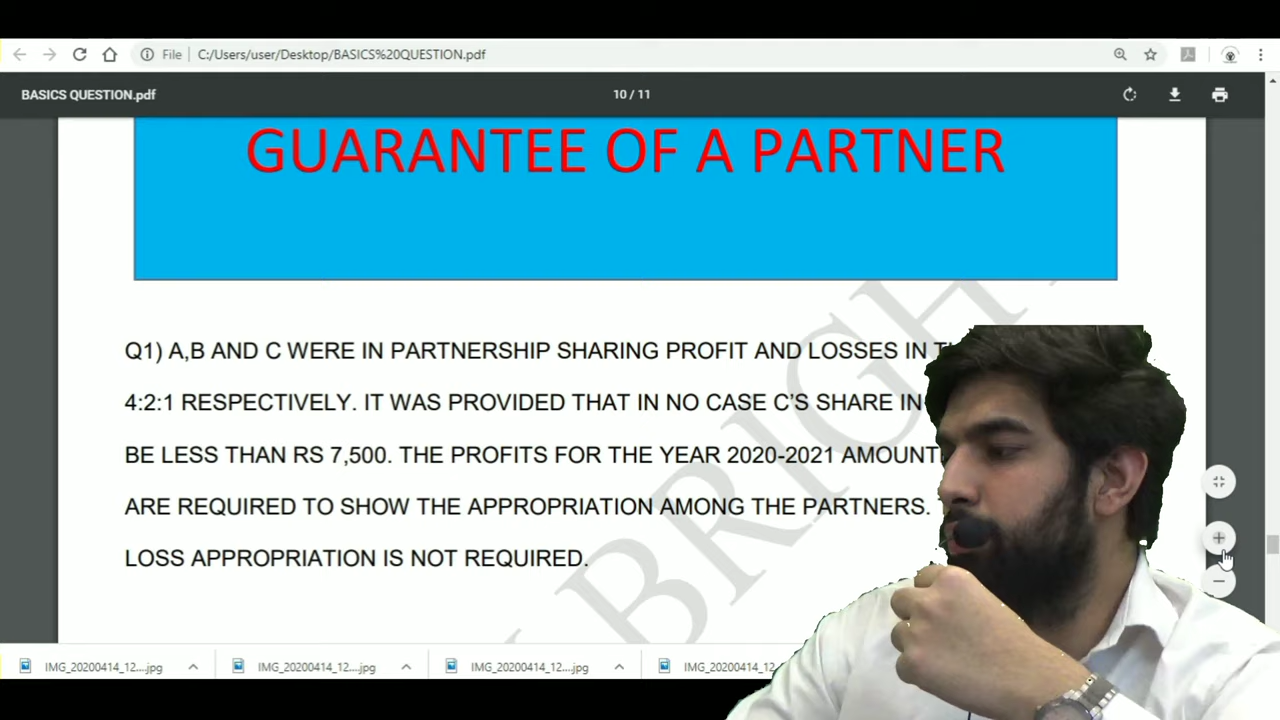 File
C:/Users/user/Desktop/BASICS%20QUESTION.pdf
BASICS QUESTION.pdf
10 / 11
GUARANTEE OF A PARTNER
Q1) A,B AND C WERE IN PARTNERSHIP SHARING PROFIT AND LOSSES IN
4:2:1 RESPECTIVELY. IT WAS PROVIDED THAT IN NO CASE C'S SHARE IN
BE LESS THAN RS 7,500. THE PROFITS FOR THE YEAR 2020-2021
ARE REQUIRED TO SHOW THE APPROPRIATION AMONG THE PARTNERS.
LOSS APPROPRIATION IS NOT REQUIRED.
BRIGH
IMG_20200414_12....jpg
IMG_20200414_12....jpg
IMG_20200414_12....jpg
IMG_20200414_12